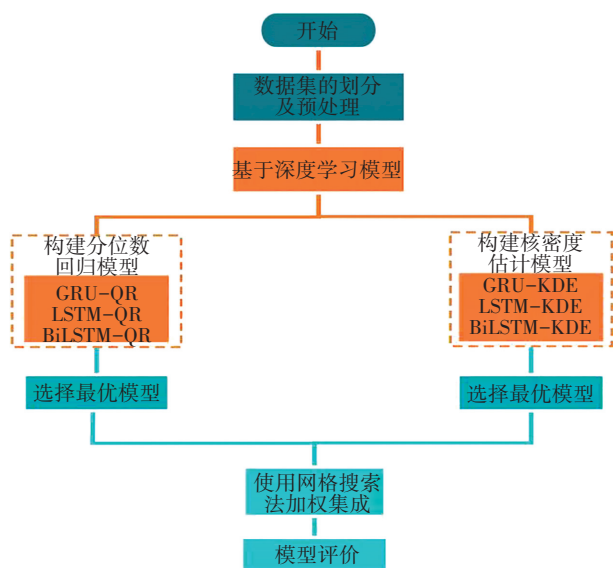 开始
数据集的划分
及预处理
基于深度学习模型
构建分位数
回归模型
GRU-QR
LSTM-QR
BiLSTM-QR
选择最优模型
构建核密度
估计模型
GRU-KDE
LSTM-KDE
BiLSTM-KDE
选择最优模型
使用网格搜索
法加权集成
模型评价